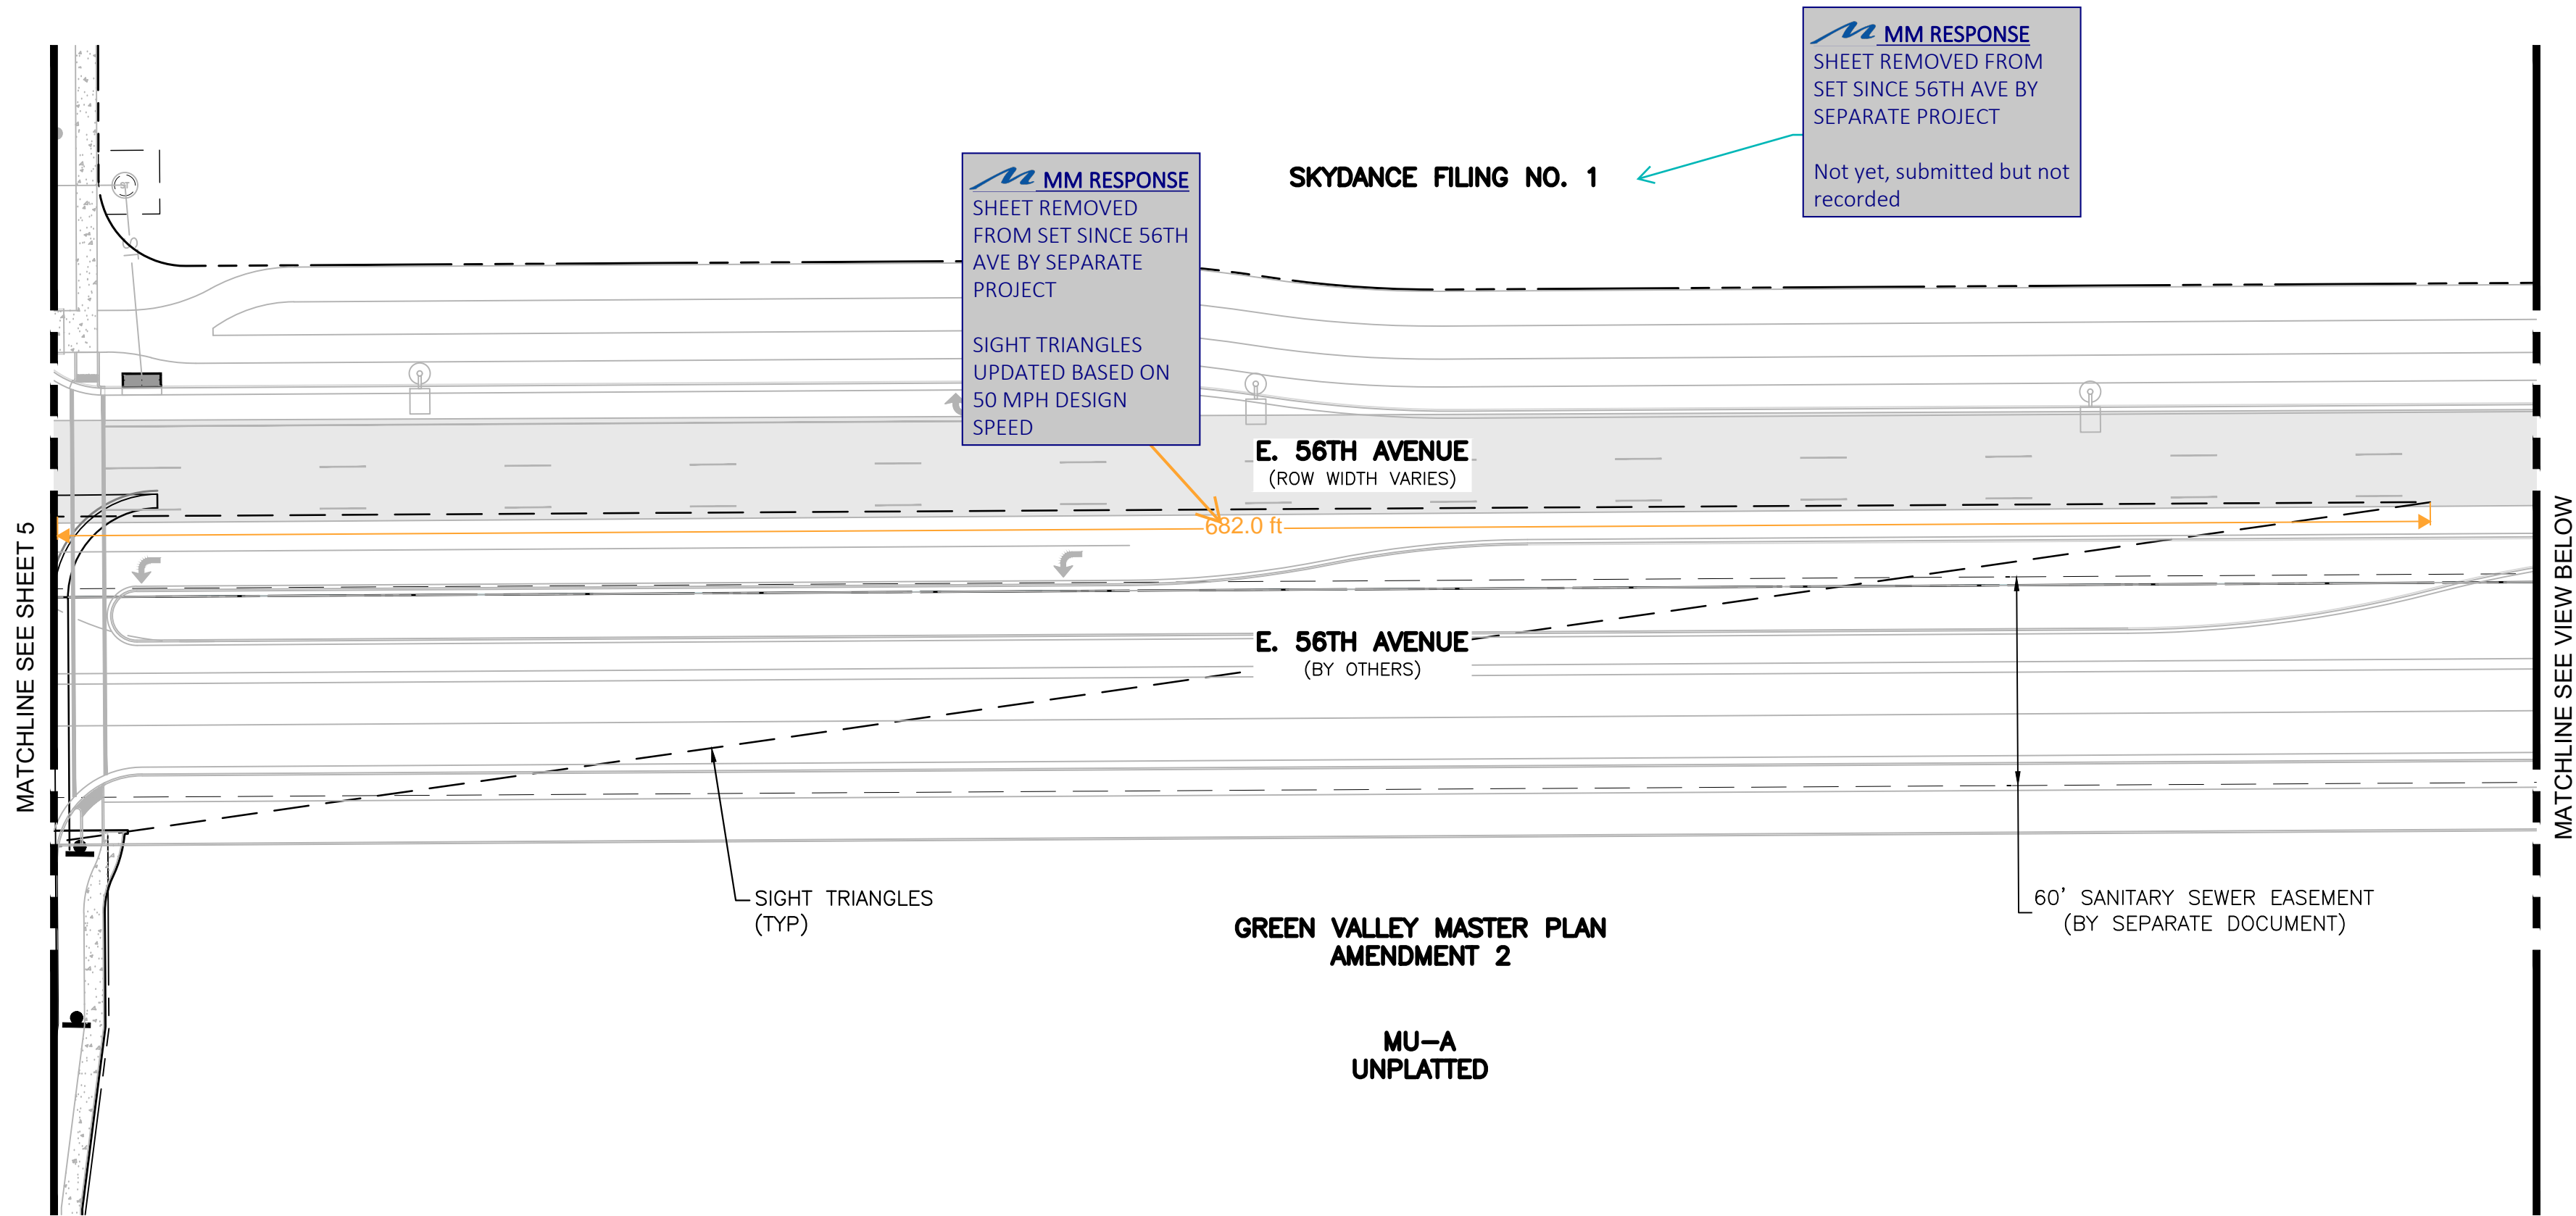 MM RESPONSE
SHEET REMOVED FROM
SET SINCE 56TH AVE BY
SEPARATE PROJECT
Not yet, submitted but not
recorded
MM RESPONSE
SHEET REMOVED
FROM SET SINCE 56TH
AVE BY SEPARATE
PROJECT
SIGHT TRIANGLES
UPDATED BASED ON
50 MPH DESIGN
SPEED
SKYDANCE FILING NO. 1
ST
E. 56TH AVENUE
(ROW WIDTH VARIES)
682.0 ft
E. 56TH AVENUE
(BY OTHERS)
MATCHLINE SEE SHEET 5
MATCHLINE SEE VIEW BELOW
SIGHT TRIANGLES
(TYP)
60' SANITARY SEWER EASEMENT
(BY SEPARATE DOCUMENT)
GREEN VALLEY MASTER PLAN
AMENDMENT 2
MU-A
UNPLATTED